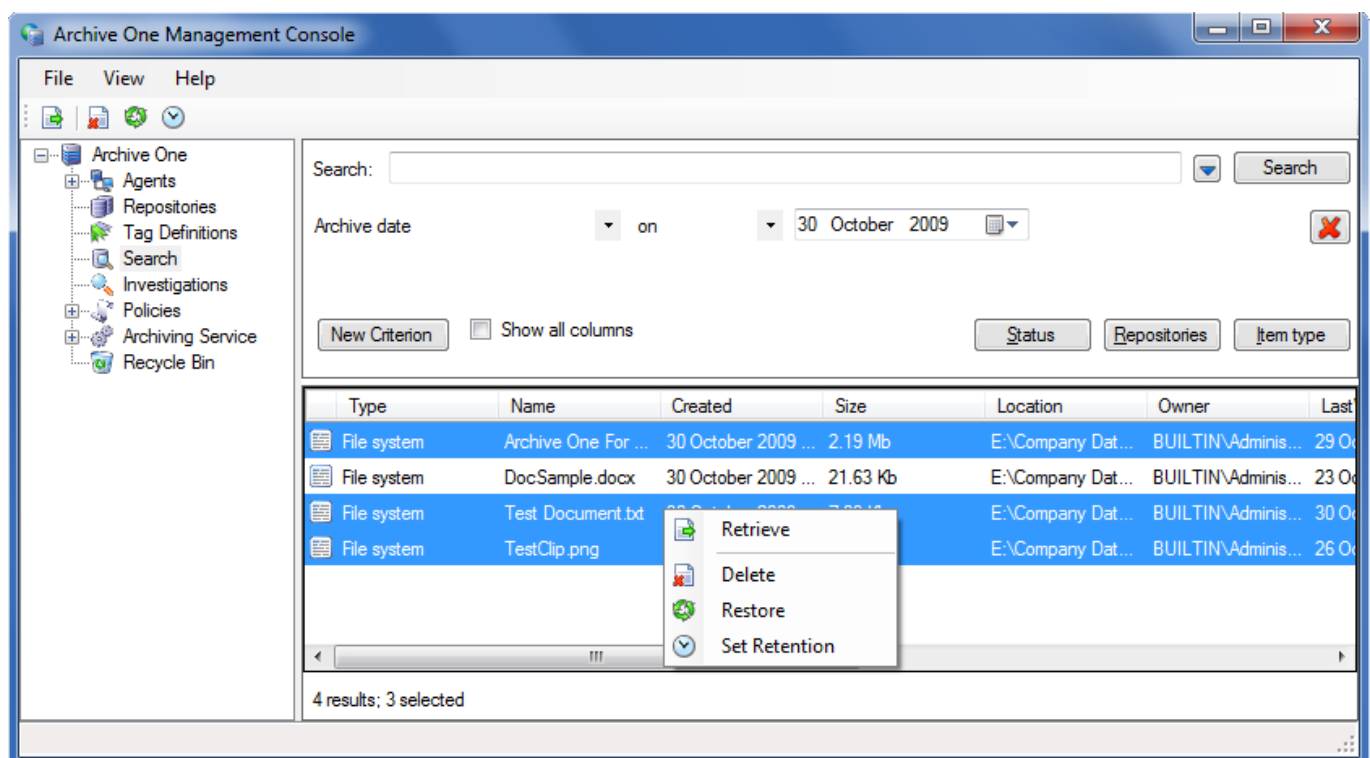 Archive One Management Console
File View Help
Archive One
Agents
Repositories
Tag Definitions
Search
Investigations
Policies
Archiving Service
Recycle Bin
Search: Search
Archive date on 30 October 2009
New Criterion Show all columns Status Repositories Item type
Type Name Created Size Location Owner Last
File system Archive One For ... 30 October 2009 ... 2.19 Mb E:\Company Dat... BUILTIN\Adminis... 29 O
File system DocSample.docx 30 October 2009 ... 21.63 Kb E:\Company Dat... BUILTIN\Adminis... 23 O
File system Test Document.txt E:\Company Dat... BUILTIN\Adminis... 30 O
File system TestClip.png E:\Company Dat... BUILTIN\Adminis... 26 O
Retrieve
Delete
Restore
Set Retention
4 results; 3 selected